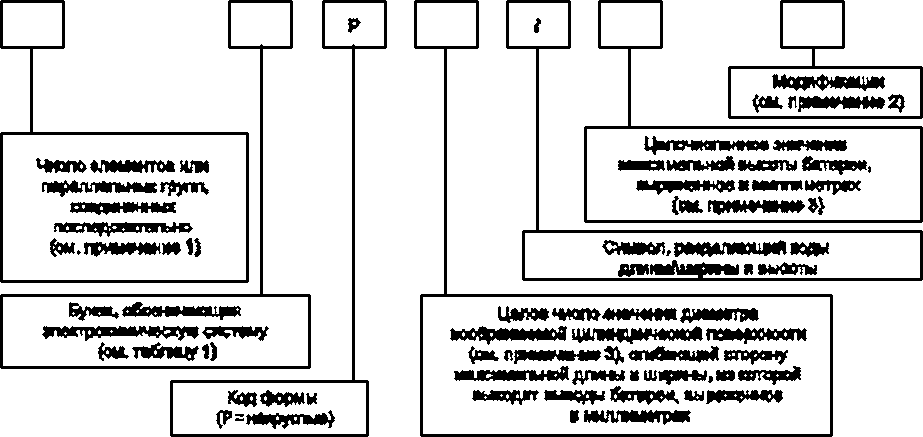 P /
Модификации
(см. примечание 2)
Целочисленное значение
максимальной высоты батареи,
выраженное в миллиметрах
(см. примечание 3)
Число элементов или
параллельных групп,
соединенных
последовательно
(см. примечание 1)
Символ, разделяющий коды
длины/ширины и высоты
Буква, обозначающая
электрохимическую систему
(см. таблицу 1)
Целое число значения диаметра
воображаемой цилиндрической поверхности
(см. примечание 3), огибающей сторону
максимальной длины и ширины, из которой
выходят выводы батареи, выраженное
в миллиметрах
Код формы
(P = некруглые)